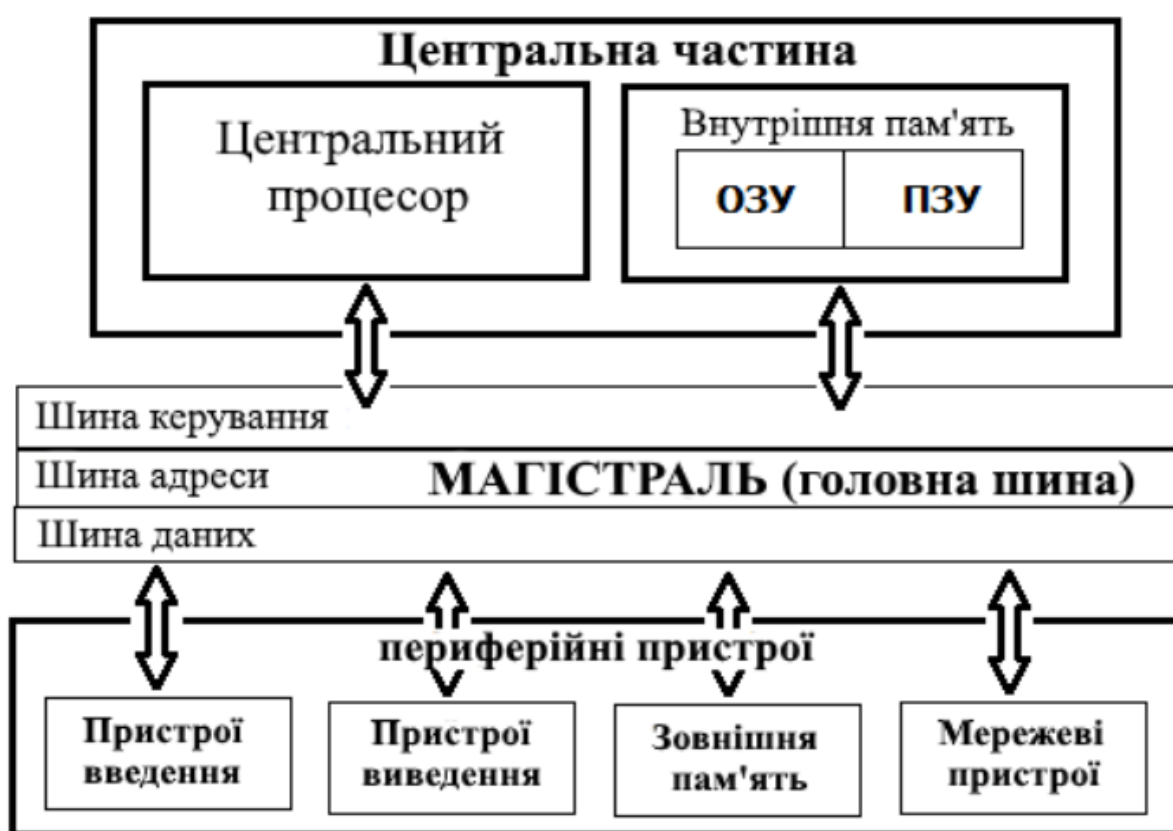 Центральна частина
Центральний
процесор
Внутрішня пам'ять
ОЗУ ПЗУ
Шина керування
Шина адреси
МАГІСТРАЛЬ (головна шина)
Шина даних
периферійні пристрої
Пристрої
введення
Пристрої
виведення
Зовнішня
пам'ять
Мережеві
пристрої